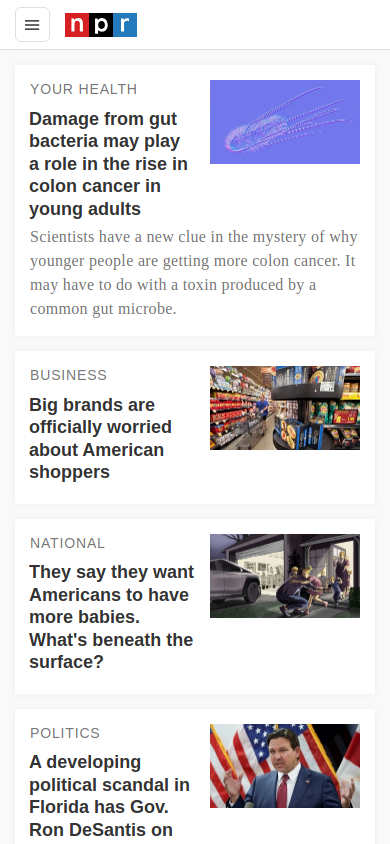 npr
YOUR HEALTH
Damage from gut
bacteria may play
a role in the rise in
colon cancer in
young adults
Scientists have a new clue in the mystery of why
younger people are getting more colon cancer. It
may have to do with a toxin produced by a
common gut microbe.
BUSINESS
Big brands are
officially worried
about American
shoppers
NATIONAL
They say they want
Americans to have
more babies.
What's beneath the
surface?
POLITICS
A developing
political scandal in
Florida has Gov.
Ron DeSantis on